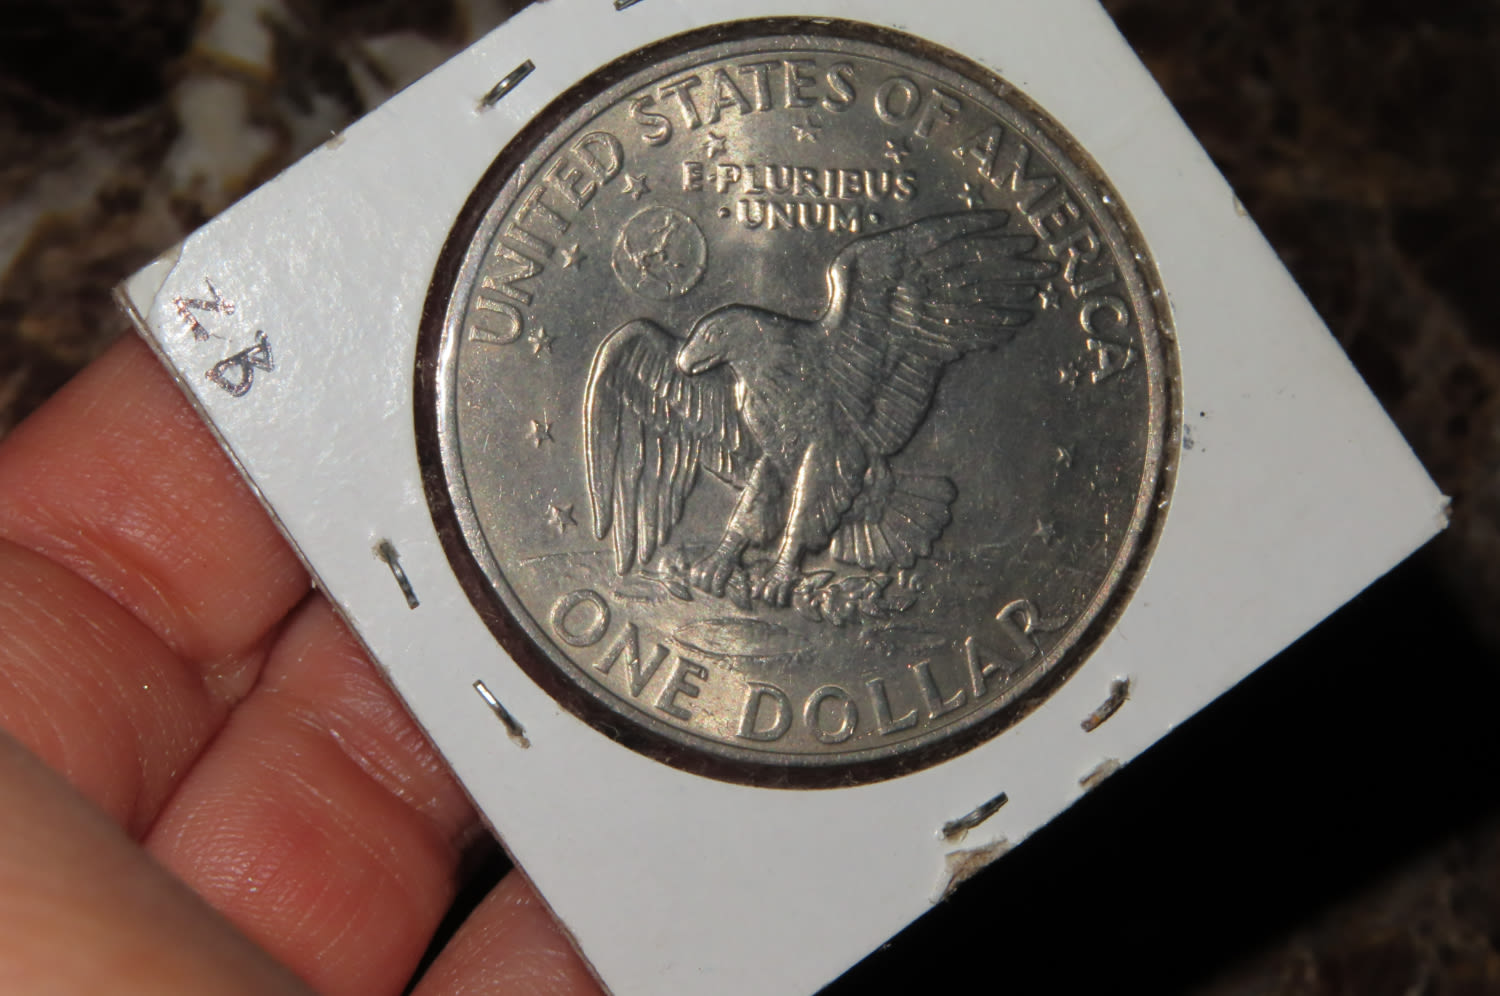 UNITED STATES OF AMERICA
E·PLURIBUS
·UNUM·
ONE DOLLAR